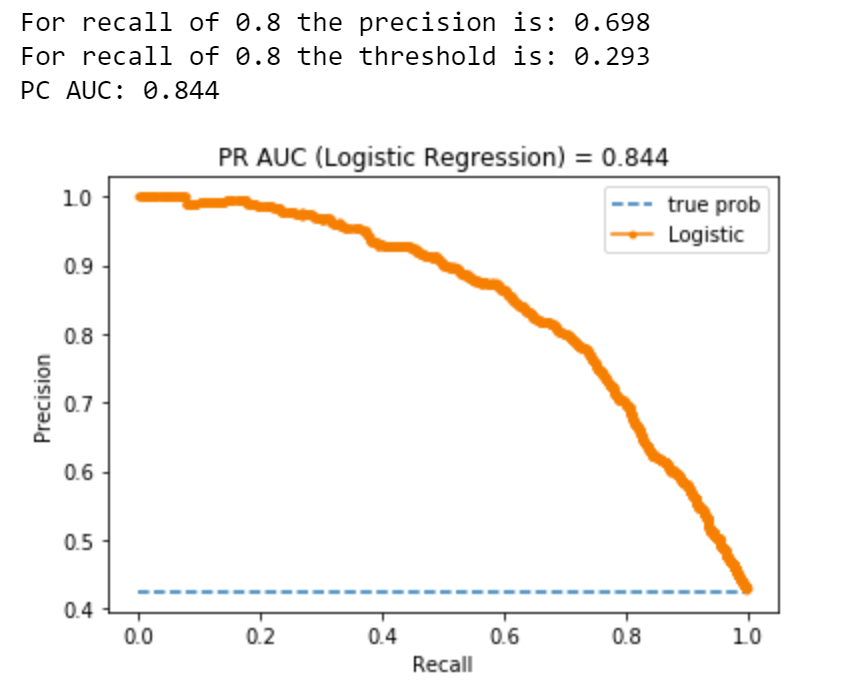 For recall of 0.8 the precision is: 0.698
For recall of 0.8 the threshold is: 0.293
PC AUC: 0.844
PR AUC (Logistic Regression) = 0.844
true prob
Logistic
Precision
1.0
0.9
0.8
0.7
0.6
0.5
0.4
0.0 0.2 0.4 0.6 0.8 1.0
Recall